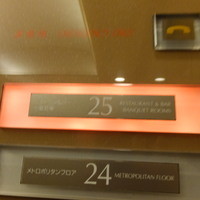 25
RESTAURANT & BAR
BANQUET ROOMS
メトロポリタンフロア
24
METROPOLITAN FLOOR